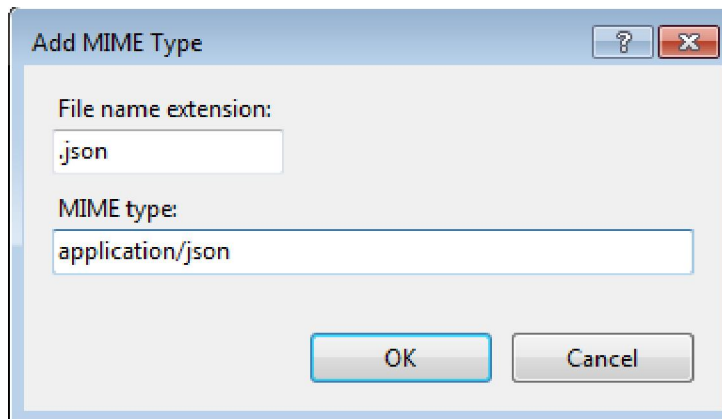 Add MIME Type
?
File name extension:
.json
MIME type:
application/json
OK
Cancel